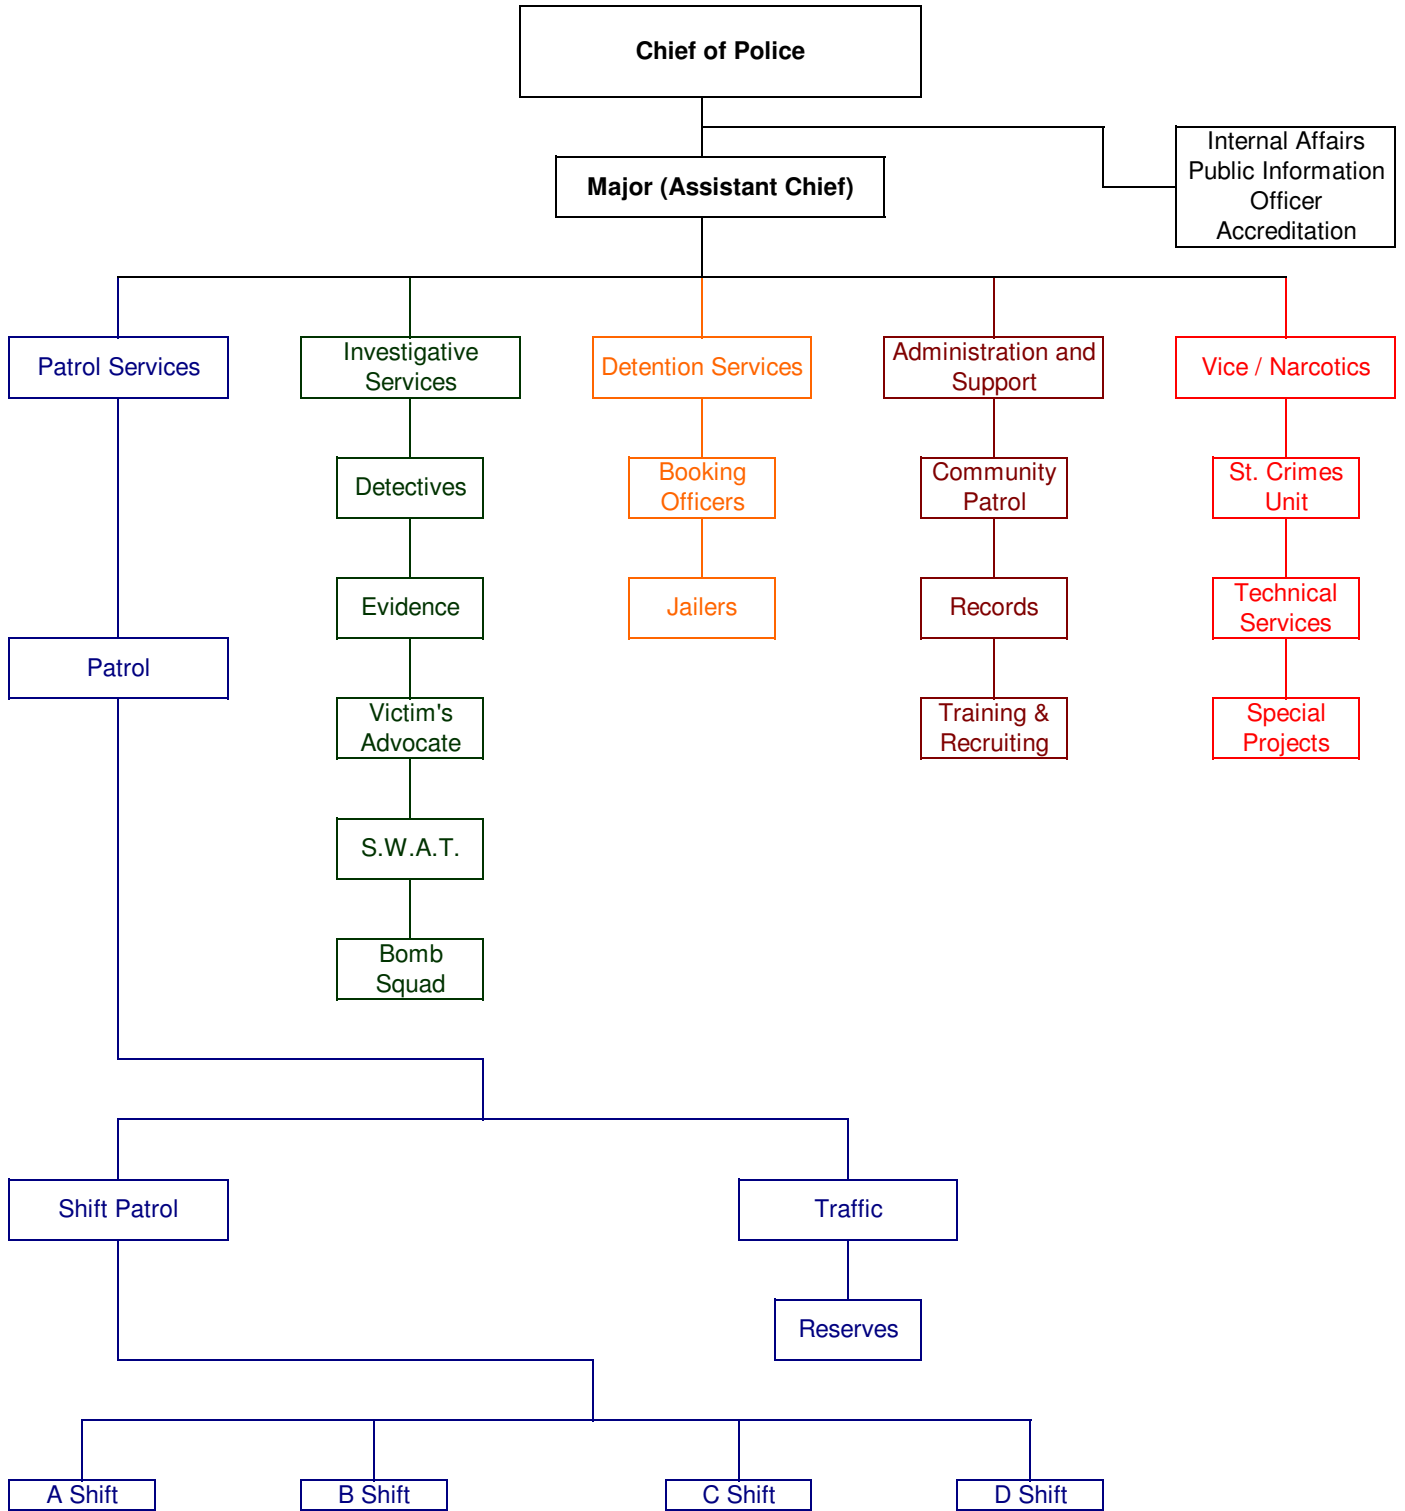 Chief of Police
Internal Affairs
Public Information
Officer
Accreditation
Major (Assistant Chief)
Patrol Services
Investigative
Services
Detention Services
Administration and
Support
Vice / Narcotics
Detectives
Booking
Officers
Community
Patrol
St. Crimes
Unit
Evidence
Jailers
Records
Technical
Services
Patrol
Victim's
Advocate
Training &
Recruiting
Special
Projects
S.W.A.T.
Bomb
Squad
Shift Patrol
Traffic
Reserves
A Shift
B Shift
C Shift
D Shift